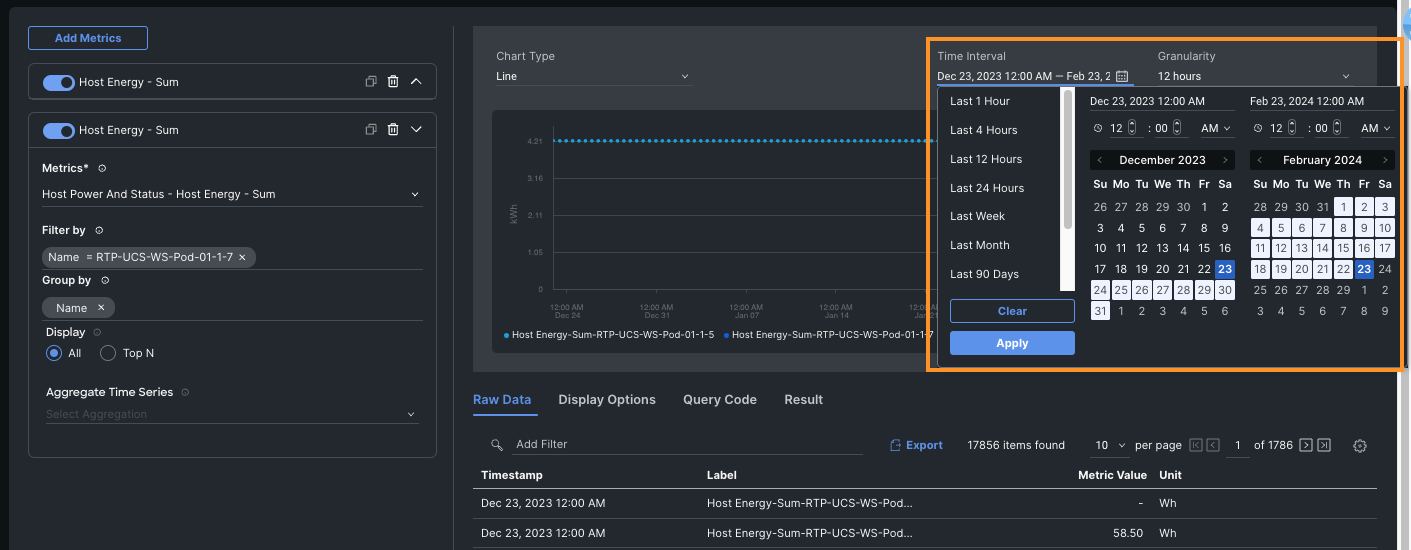 Add Metrics
Host Energy - Sum
Host Energy - Sum
Metrics*
Host Power And Status - Host Energy - Sum
Filter by
Name = RTP-UCS-WS-Pod-01-1-7 ×
Group by
Name ×
Display
All Top N
Aggregate Time Series
Select Aggregation
Chart Type
Line
Time Interval
Dec 23, 2023 12:00 AM — Feb 23, 2
Granularity
12 hours
Last 1 Hour
Last 4 Hours
Last 12 Hours
Last 24 Hours
Last Week
Last Month
Last 90 Days
Clear
Apply
Dec 23, 2023 12:00 AM
12 : 00 AM
December 2023
Su Mo Tu We Th Fr Sa
26 27 28 29 30 1 2
3 4 5 6 7 8 9
10 11 12 13 14 15 16
17 18 19 20 21 22 23
24 25 26 27 28 29 30
31 1 2 3 4 5 6
Feb 23, 2024 12:00 AM
12 : 00 AM
February 2024
Su Mo Tu We Th Fr Sa
28 29 30 31 1 2 3
4 5 6 7 8 9 10
11 12 13 14 15 16 17
18 19 20 21 22 23 24
25 26 27 28 29 1 2
3 4 5 6 7 8 9
kWh
4.21
3.16
2.11
1.05
0
12:00 AM 12:00 AM 12:00 AM 12:00 AM
Dec 24 Dec 31 Jan 07 Jan 14 Jan 21
Host Energy-Sum-RTP-UCS-WS-Pod-01-1-5 Host Energy-Sum-RTP-UCS-WS-Pod-01-1-7
Raw Data Display Options Query Code Result
Add Filter
Export 17856 items found 10 per page 1 of 1786
Timestamp Label Metric Value Unit
Dec 23, 2023 12:00 AM Host Energy-Sum-RTP-UCS-WS-Pod... - Wh
Dec 23, 2023 12:00 AM Host Energy-Sum-RTP-UCS-WS-Pod... 58.50 Wh